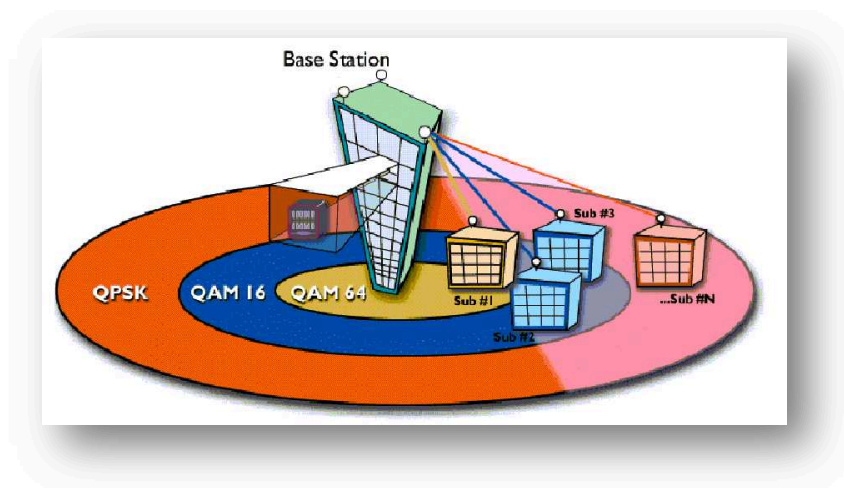 Base Station
Sub #3
QPSK
QAM 16
QAM 64
Sub #1
...Sub #N
Sub #2